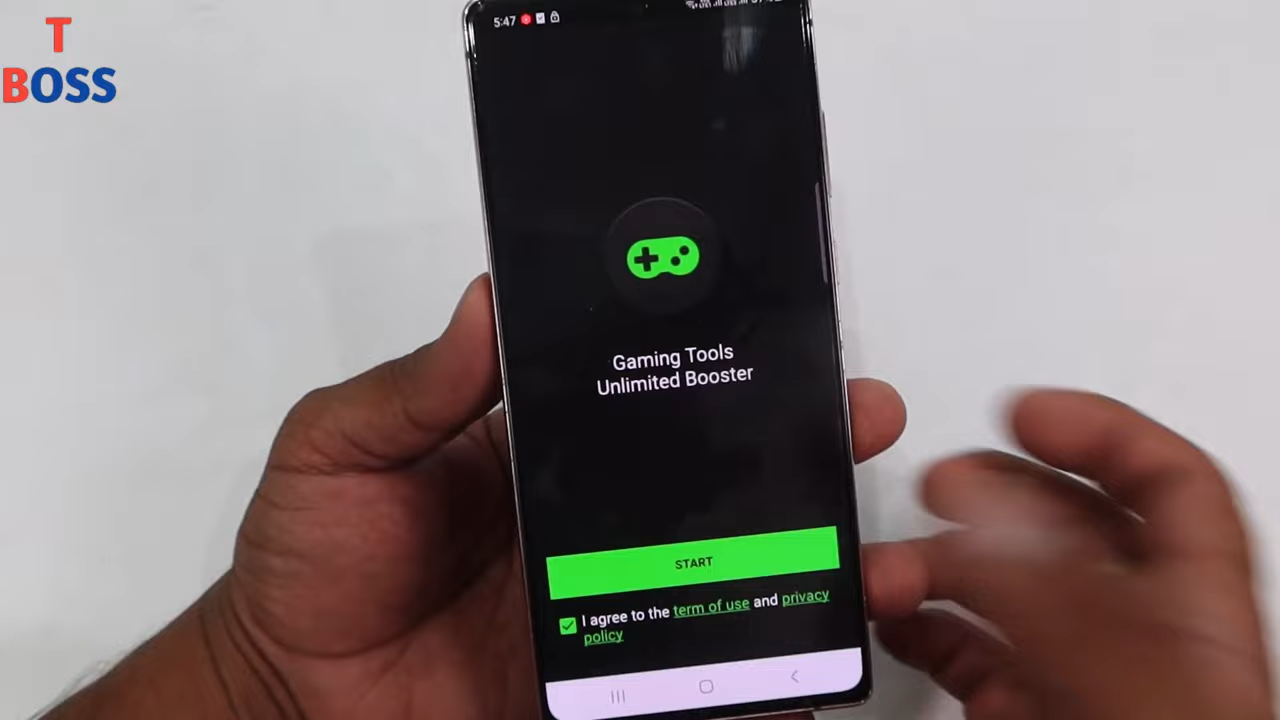 T
BOSS
5:47
Gaming Tools
Unlimited Booster
START
I agree to the term of use and privacy
policy